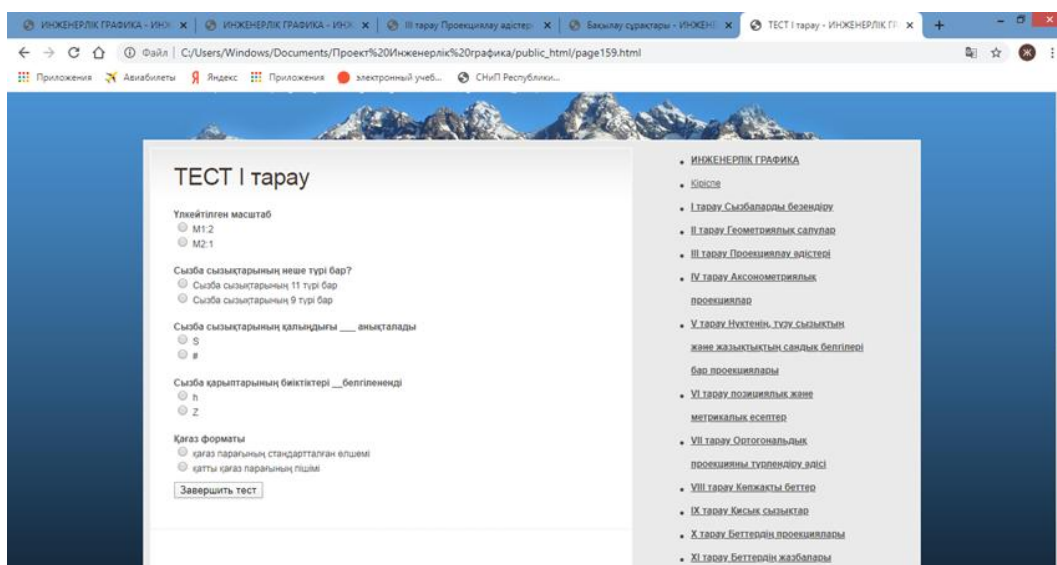 ИНЖЕНЕРЛІК ГРАФИКА - ИНЖ
ИНЖЕНЕРЛІК ГРАФИКА - ИНЖ
III тарау Проекциялау әдістер
Бақылау сұрақтары - ИНЖЕНЕ
ТЕСТ I тарау - ИНЖЕНЕРЛІК ГР
Файл | C:/Users/Windows/Documents/Проект%20Инженерлік%20графика/public_html/page159.html
Ж
Приложения Авиабилеты Яндекс Приложения электронный учеб... СНиП Республики...
ТЕСТ I тарау
Үлкейтілген масштаб
М1:2
М2:1
Сызба сызықтарының неше түрі бар?
Сызба сызықтарының 11 түрі бар
Сызба сызықтарының 9 түрі бар
Сызба сызықтарының қалыңдығы ___ анықталады
S
#
Сызба қаріптарының биіктіктері __белгілененді
h
Z
Қағаз форматы
қағаз парағының стандартталған өлшемі
қатты қағаз парағының пішімі
Завершить тест
ИНЖЕНЕРЛІК ГРАФИКА
Кіріспе
I тарау Сызбаларды безендіру
II тарау Геометриялық салулар
III тарау Проекциялау әдістері
IV тарау Аксонометриялық
проекциялар
V тарау Нүктенің, түзу сызықтың
және жазықтықтың сандық белгілері
бар проекциялары
VI тарау позициялық және
метрикалық есептер
VII тарау Ортогональдық
проекцияны түрлендіру әдісі
VIII тарау Көпжақты беттер
IX тарау Қисық сызықтар
X тарау Беттердің проекциялары
XI тарау Беттердің жазбалары